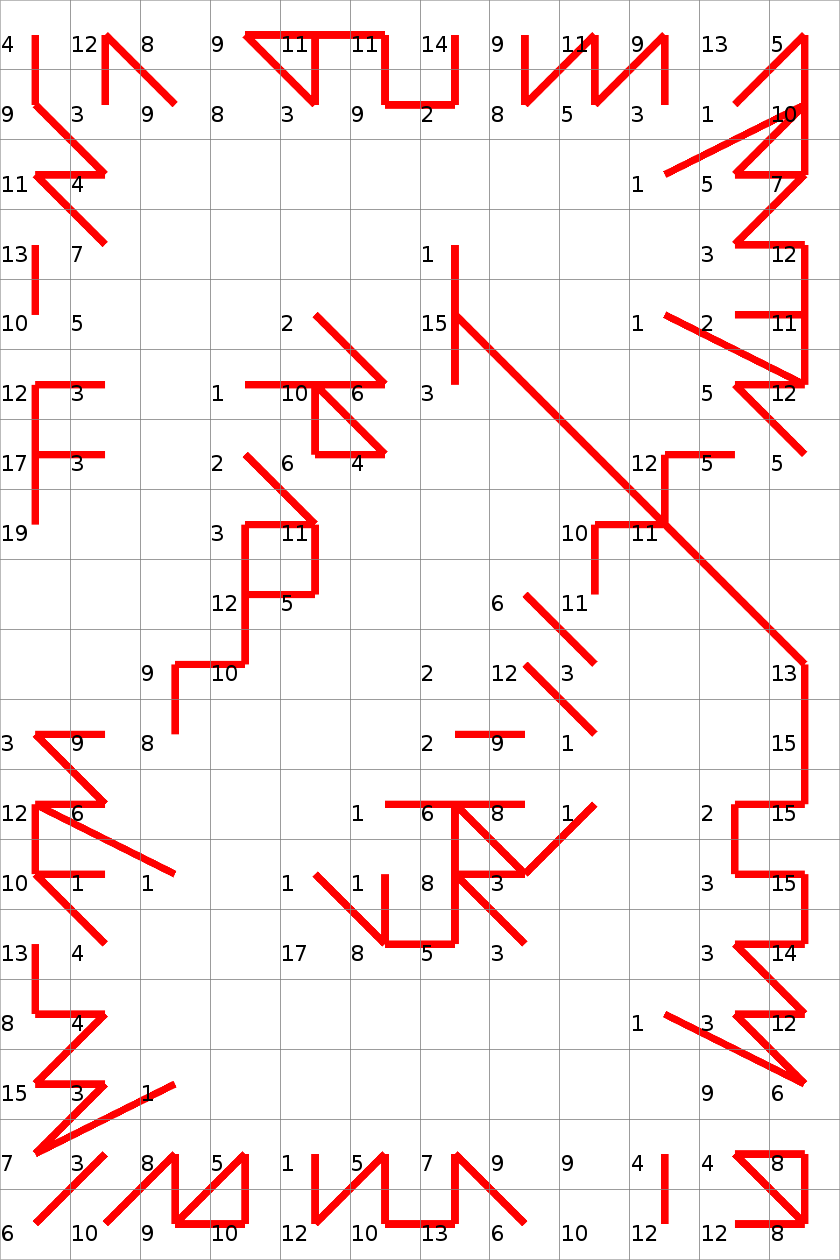 4 12 8 9 11 11 14 9 11 9 13 5
9 3 9 8 3 9 2 8 5 3 1 10
11 4 1 5 7
13 7 1 3 12
10 5 2 15 1 2 11
12 3 1 10 6 3 5 12
17 3 2 6 4 12 5 5
19 3 11 10 11
12 5 6 11
9 10 2 12 3 13
3 9 8 2 9 1 15
12 6 1 6 8 1 2 15
10 1 1 1 1 8 3 3 15
13 4 17 8 5 3 3 14
8 4 1 3 12
15 3 1 9 6
7 3 8 5 1 5 7 9 9 4 4 8
6 10 9 10 12 10 13 6 10 12 12 8